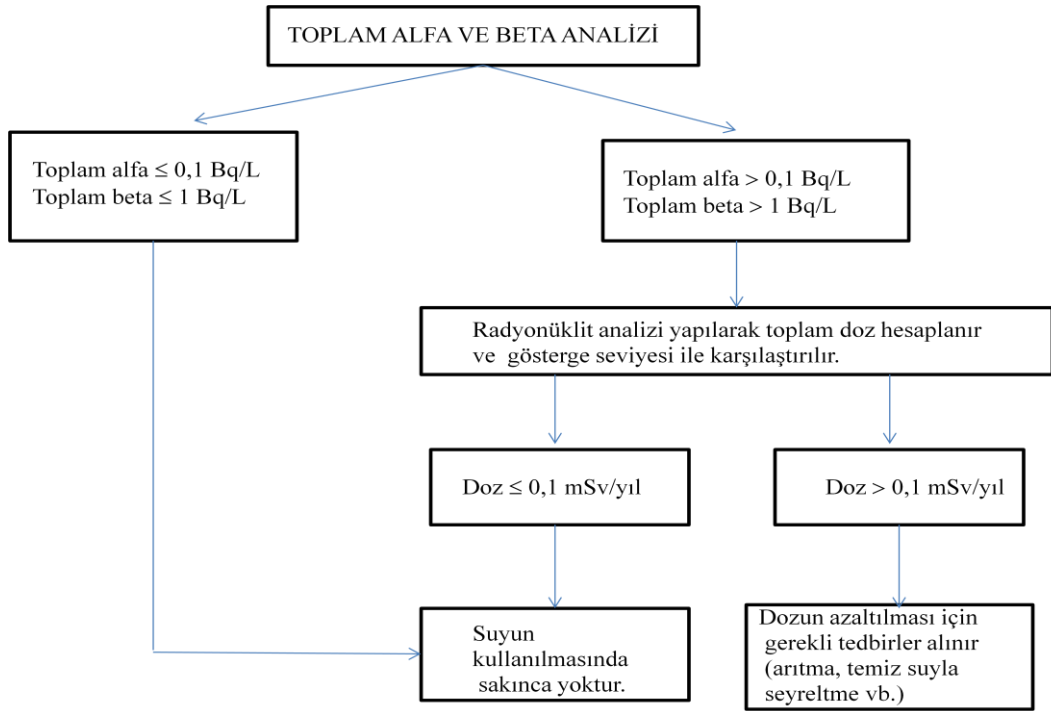 TOPLAM ALFA VE BETA ANALİZİ
Toplam alfa ≤ 0,1 Bq/L
Toplam beta ≤ 1 Bq/L
Toplam alfa > 0,1 Bq/L
Toplam beta > 1 Bq/L
Radyonüklit analizi yapılarak toplam doz hesaplanır
ve gösterge seviyesi ile karşılaştırılır.
Doz ≤ 0,1 mSv/yıl
Doz > 0,1 mSv/yıl
Suyun
kullanılmasında
sakınca yoktur.
Dozun azaltılması için
gerekli tedbirler alınır
(arıtma, temiz suyla
seyreltme vb.)